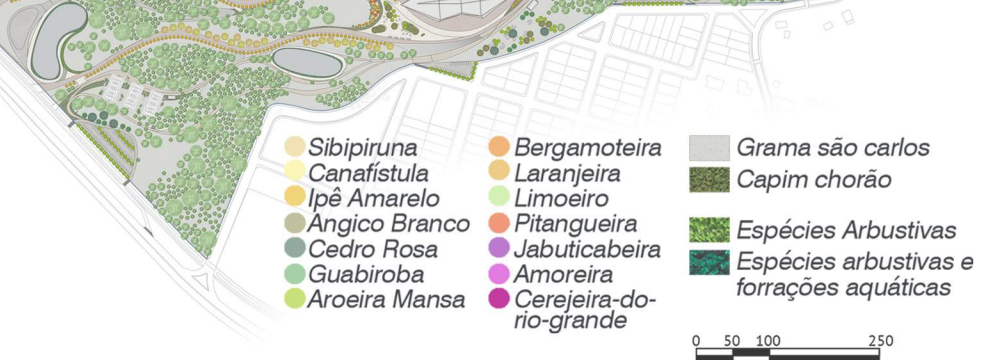 Sibipiruna
Canafístula
Ipê Amarelo
Angico Branco
Cedro Rosa
Guabiroba
Aroeira Mansa
Bergamoteira
Laranjeira
Limoeiro
Pitangueira
Jabuticabeira
Amoreira
Cerejeira-do-
rio-grande
Grama são carlos
Capim chorão
Espécies Arbustivas
Espécies arbustivas e
forrações aquáticas
0 50 100 250